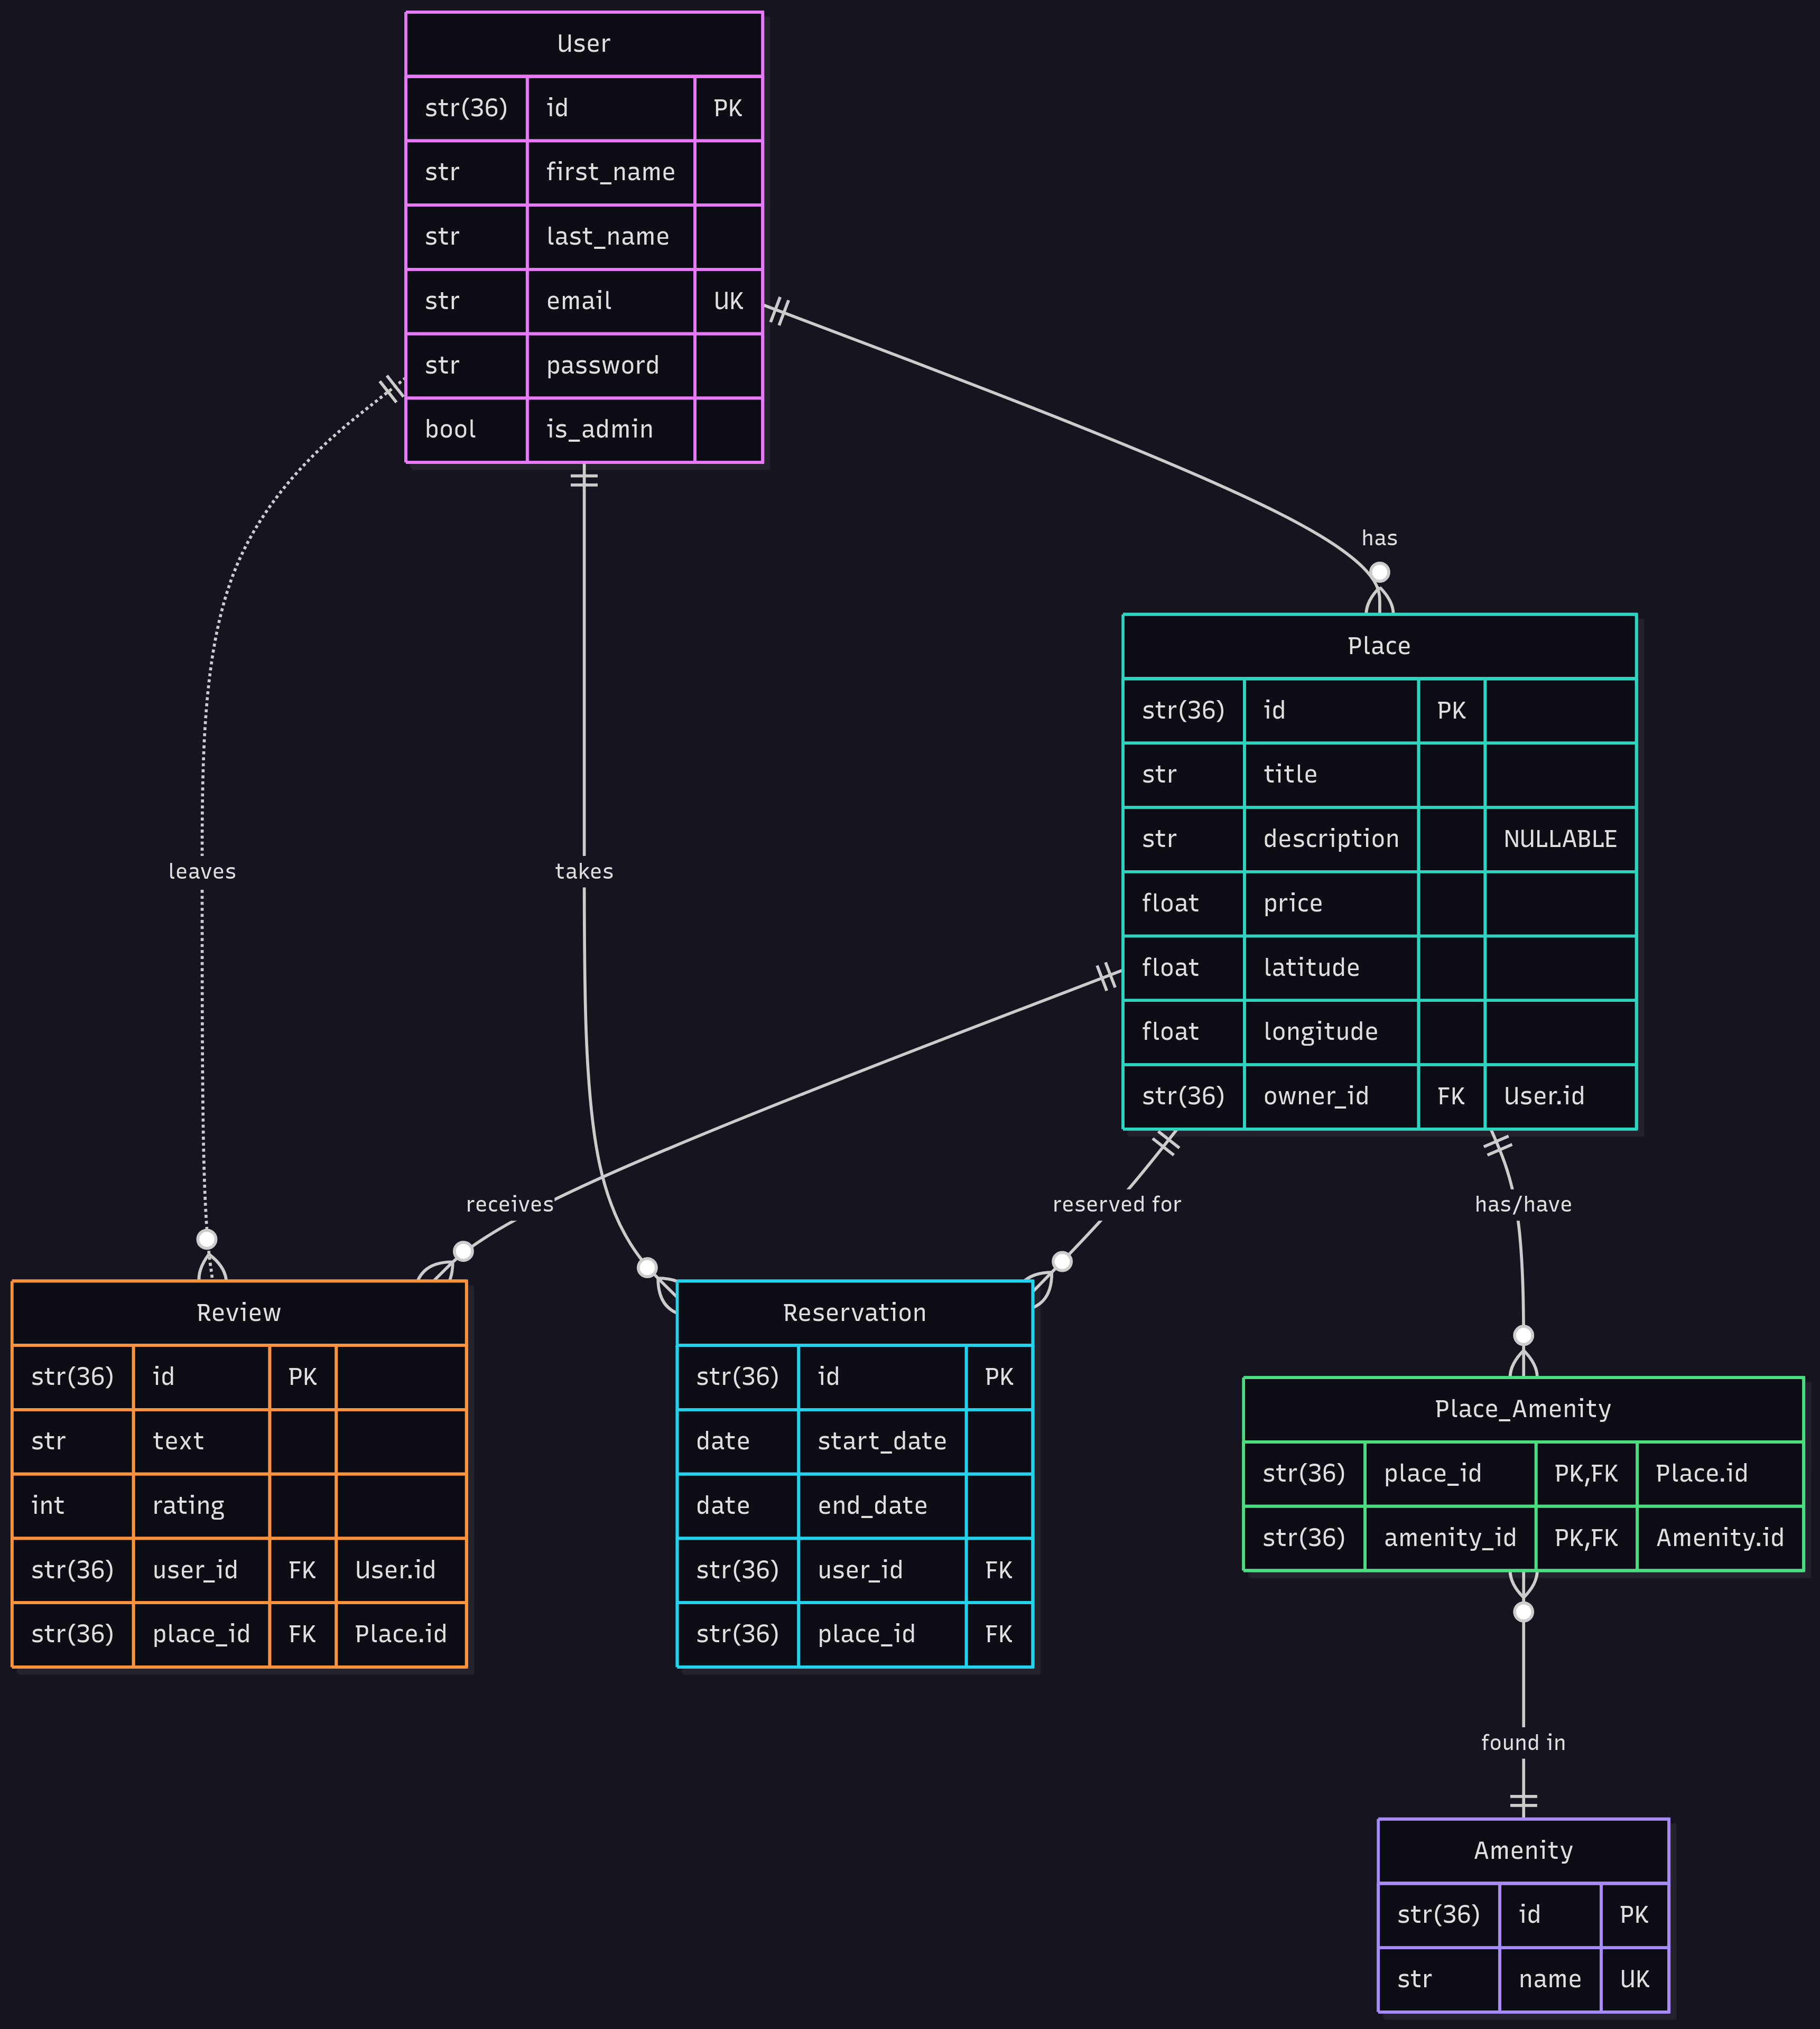 User
str(36) id PK
str first_name
str last_name
str email UK
str password
bool is_admin
has
Place
str(36) id PK
str title
str description NULLABLE
float price
float latitude
float longitude
str(36) owner_id FK User.id
leaves
takes
receives
reserved for
has/have
Review
str(36) id PK
str text
int rating
str(36) user_id FK User.id
str(36) place_id FK Place.id
Reservation
str(36) id PK
date start_date
date end_date
str(36) user_id FK
str(36) place_id FK
Place_Amenity
str(36) place_id PK,FK Place.id
str(36) amenity_id PK,FK Amenity.id
found in
Amenity
str(36) id PK
str name UK